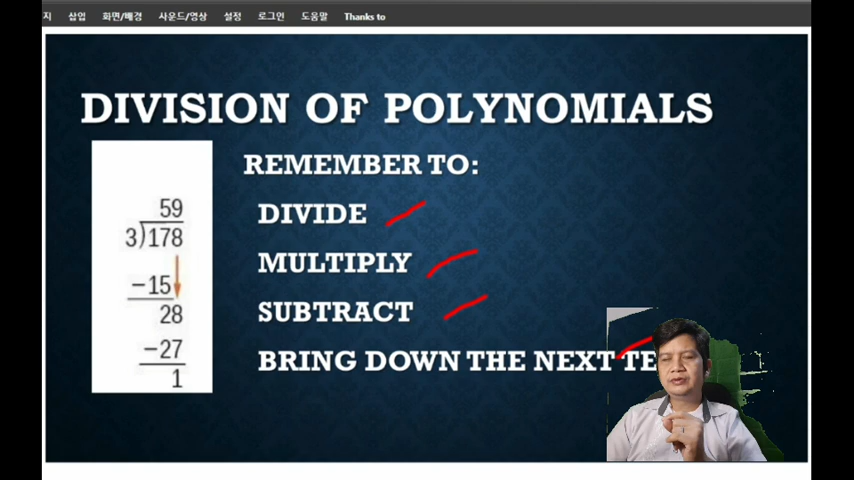 지 삽입 화면/배경 사운드/영상 설정 로그인 도움말 Thanks to
DIVISION OF POLYNOMIALS
59
3)178
-15
28
-27
1
REMEMBER TO:
DIVIDE
MULTIPLY
SUBTRACT
BRING DOWN THE NEXT TE